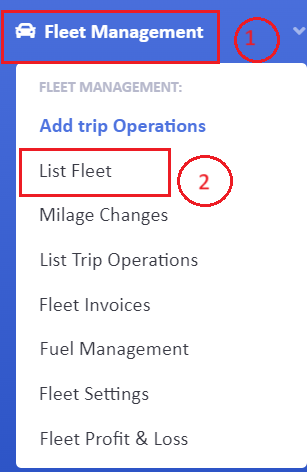 Fleet Management 1
FLEET MANAGEMENT:
Add trip Operations
List Fleet 2
Milage Changes
List Trip Operations
Fleet Invoices
Fuel Management
Fleet Settings
Fleet Profit & Loss